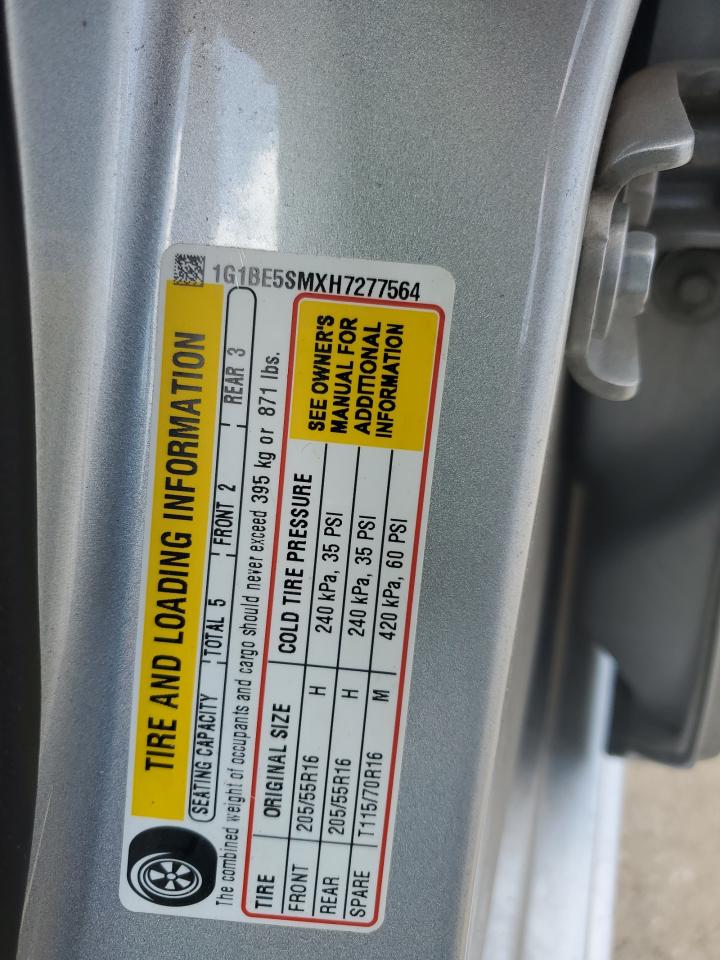 1G1BE5SMXH7277564
TIRE AND LOADING INFORMATION
SEATING CAPACITY TOTAL 5 FRONT 2 REAR 3
The combined weight of occupants and cargo should never exceed 395 kg or 871 lbs.
TIRE ORIGINAL SIZE COLD TIRE PRESSURE
FRONT 205/55R16 H 240 kPa, 35 PSI
REAR 205/55R16 H 240 kPa, 35 PSI
SPARE T115/70R16 M 420 kPa, 60 PSI
SEE OWNER'S
MANUAL FOR
ADDITIONAL
INFORMATION